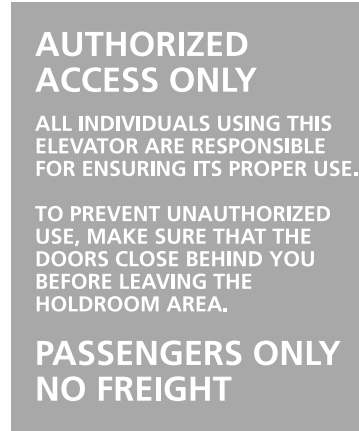 AUTHORIZED
ACCESS ONLY
ALL INDIVIDUALS USING THIS
ELEVATOR ARE RESPONSIBLE
FOR ENSURING ITS PROPER USE.
TO PREVENT UNAUTHORIZED
USE, MAKE SURE THAT THE
DOORS CLOSE BEHIND YOU
BEFORE LEAVING THE
HOLDROOM AREA.
PASSENGERS ONLY
NO FREIGHT